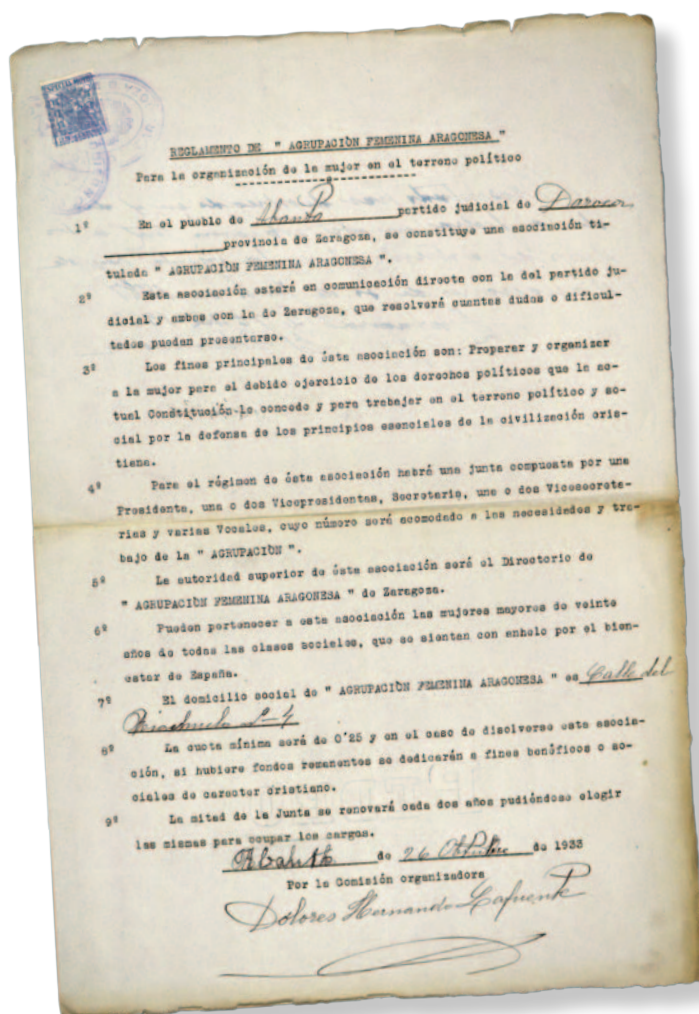 REGLAMENTO DE " AGRUPACIÒN FEMENINA ARAGONESA "
Para la organización de la mujer en el terreno político
1º En el pueblo de Abanto partido judicial de Daroca
provincia de Zaragoza, se constituye una asociación ti-
tulada " AGRUPACIÒN FEMENINA ARAGONESA ".
2º Esta asociación estará en comunicación directa con la del partido ju-
dicial y ambas con la de Zaragoza, que resolverá cuantas dudas o dificul-
tades puedan presentarse.
3º Los fines principales de ésta asociación son: Preparar y organizar
a la mujer para el debido ejercicio de los derechos políticos que la ac-
tual Constitución le concede y para trabajar en el terreno político y so-
cial por la defensa de los principios esenciales de la civilización cris-
tiana.
4º Para el régimen de ésta asociación habrá una junta compuesta por una
Presidenta, una o dos Vicepresidentas, Secretaria, una o dos Vicesecreta-
rias y varias Vocales, cuyo número será acomodado a las necesidades y tra-
bajo de la " AGRUPACIÒN ".
5º La autoridad superior de ésta asociación será el Directorio de
" AGRUPACIÒN FEMENINA ARAGONESA " de Zaragoza.
6º Pueden pertenecer a esta asociación las mujeres mayores de veinte
años de todas las clases sociales, que se sientan con anhelo por el bien-
estar de España.
7º El domicilio social de " AGRUPACIÒN FEMENINA ARAGONESA " es Calle del
Riachuelo nº 4
8º La cuota mínima será de 0'25 y en el caso de disolverse esta asocia-
ción, si hubiere fondos remanentes se dedicarán a fines benéficos o so-
ciales de caracter cristiano.
9º La mitad de la Junta se renovará cada dos años pudiéndose elegir
las mismas para ocupar los cargos.
Abanto de 26 Octubre de 1933
Por la Comisión organizadora
Dolores Hernando Lafuente